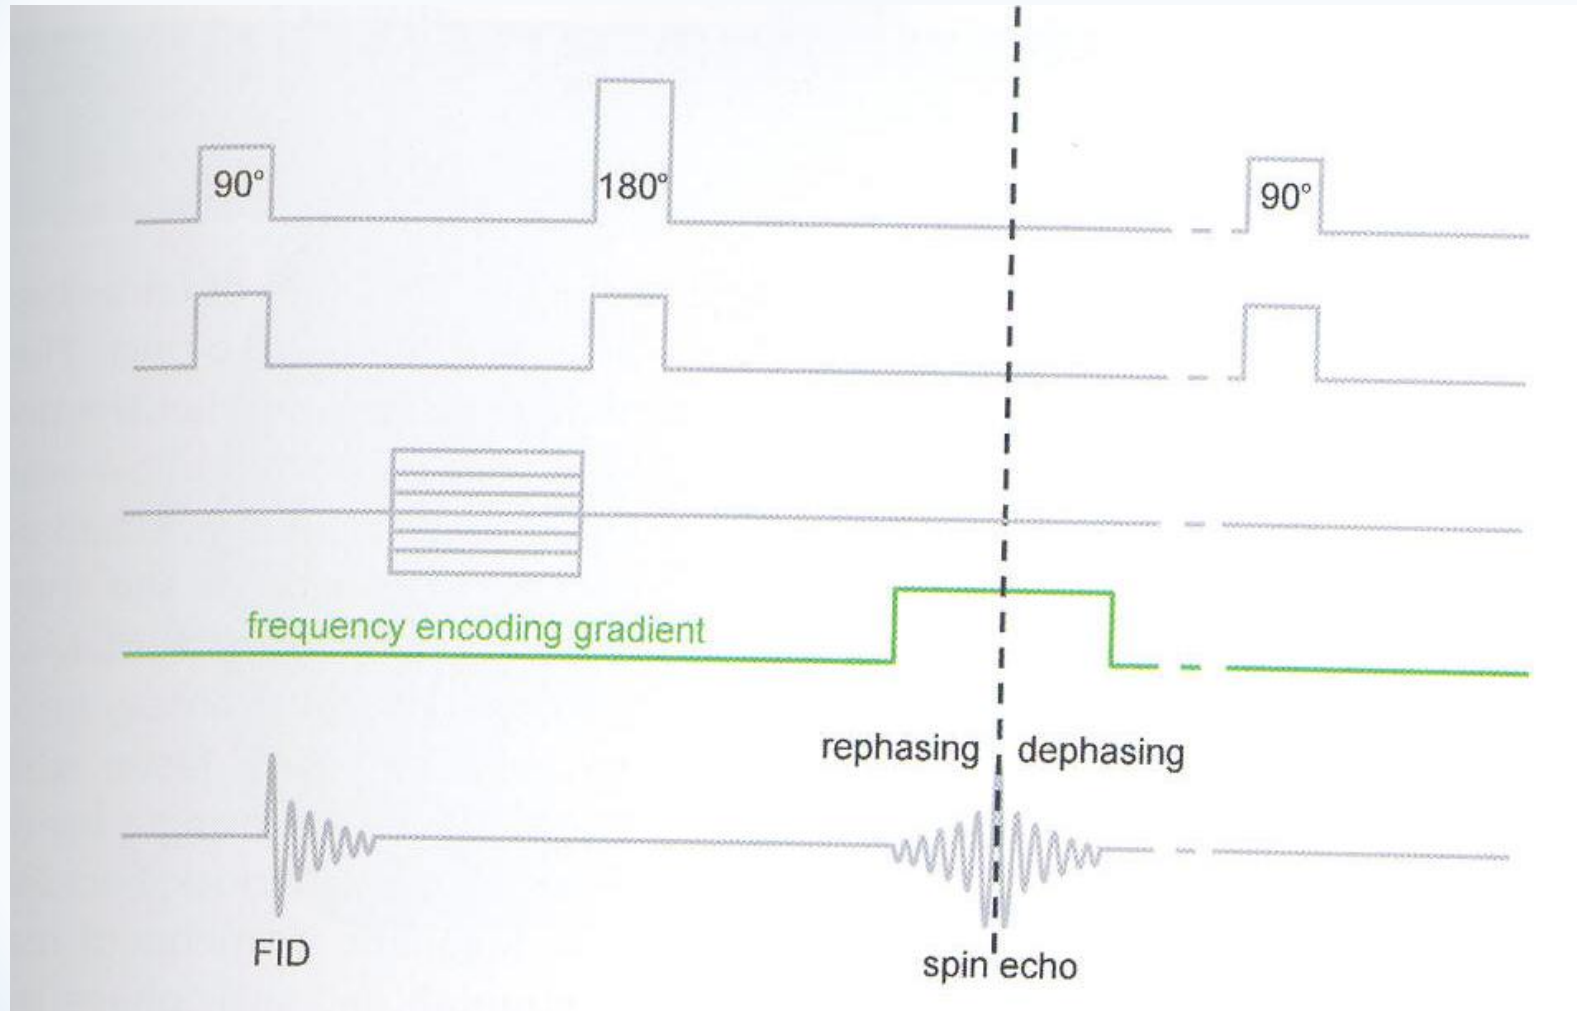 90°
180°
90°
frequency encoding gradient
rephasing
dephasing
FID
spin echo